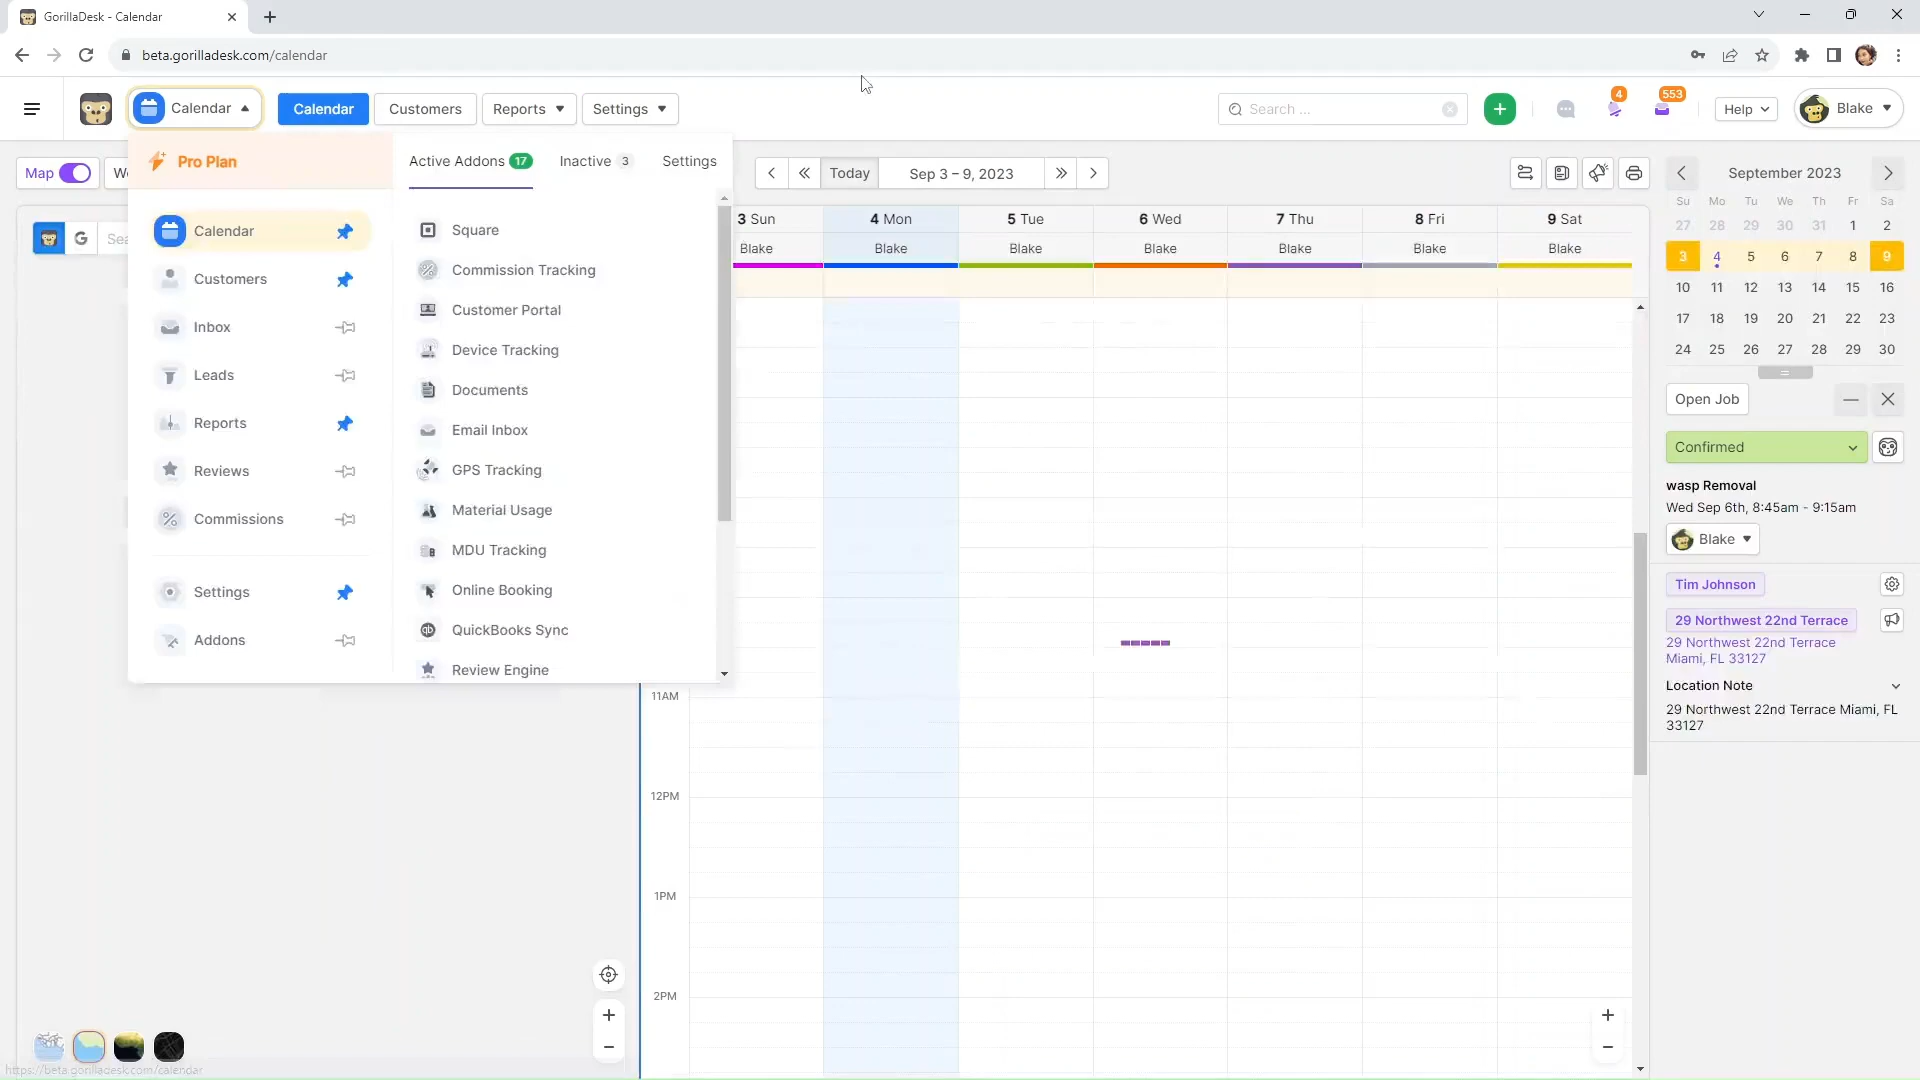 GorillaDesk - Calendar
beta.gorilladesk.com/calendar
Calendar
Calendar
Customers
Reports
Settings
Search ...
4
553
Help
Blake
Pro Plan
Active Addons 17
Inactive 3
Settings
Calendar
Customers
Inbox
Leads
Reports
Reviews
Commissions
Settings
Addons
Square
Commission Tracking
Customer Portal
Device Tracking
Documents
Email Inbox
GPS Tracking
Material Usage
MDU Tracking
Online Booking
QuickBooks Sync
Review Engine
Map
We
G
Sea
Today
Sep 3 – 9, 2023
3 Sun
4 Mon
5 Tue
6 Wed
7 Thu
8 Fri
9 Sat
Blake
Blake
Blake
Blake
Blake
Blake
Blake
11AM
12PM
1PM
2PM
September 2023
Su Mo Tu We Th Fr Sa
27 28 29 30 31 1 2
3 4 5 6 7 8 9
10 11 12 13 14 15 16
17 18 19 20 21 22 23
24 25 26 27 28 29 30
Open Job
Confirmed
wasp Removal
Wed Sep 6th, 8:45am - 9:15am
Blake
Tim Johnson
29 Northwest 22nd Terrace
29 Northwest 22nd Terrace
Miami, FL 33127
Location Note
29 Northwest 22nd Terrace Miami, FL
33127
https://beta.gorilladesk.com/calendar